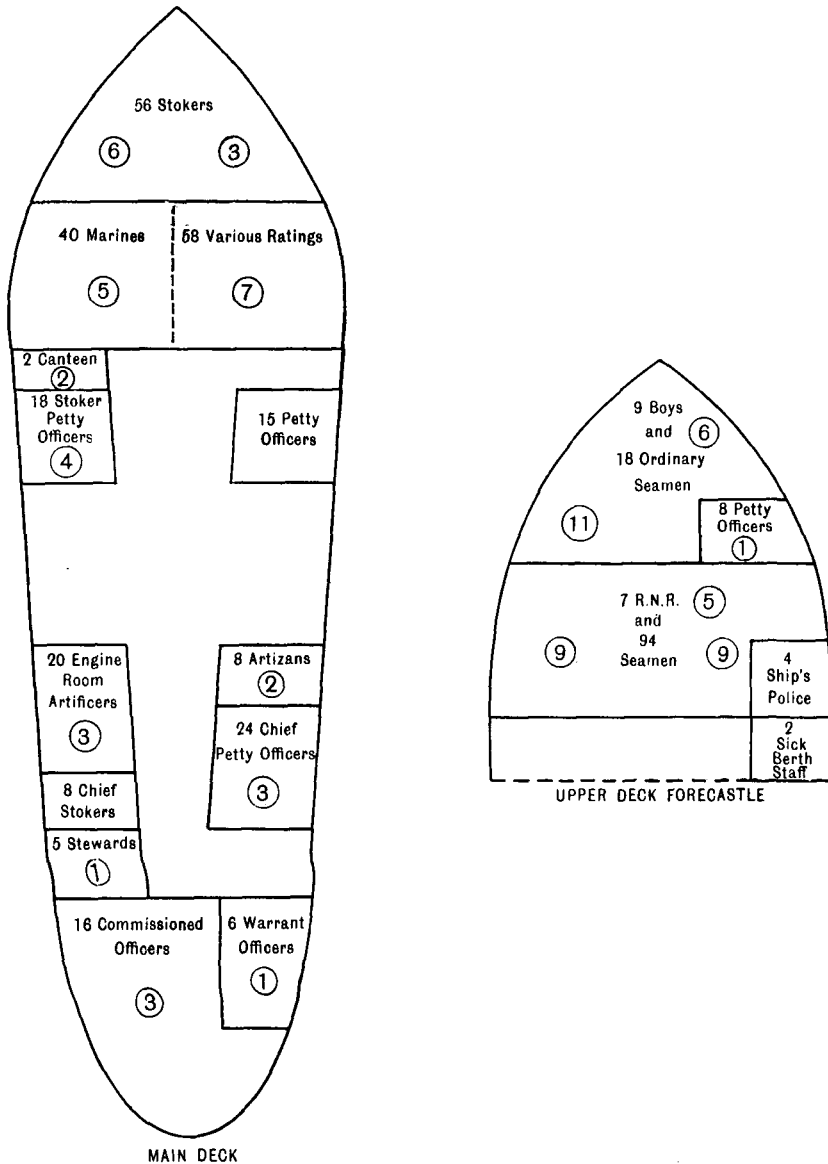 56 Stokers
6 3
40 Marines
58 Various Ratings
5
7
2 Canteen
2
18 Stoker
Petty
Officers
4
15 Petty
Officers
20 Engine
Room
Artificers
3
8 Artizans
2
24 Chief
Petty Officers
3
8 Chief
Stokers
5 Stewards
1
16 Commissioned
Officers
3
6 Warrant
Officers
1
MAIN DECK
9 Boys
and 6
18 Ordinary
Seamen
11
8 Petty
Officers
1
7 R.N.R. 5
and
94
Seamen
9 9
4
Ship's
Police
2
Sick
Berth
Staff
UPPER DECK FORECASTLE